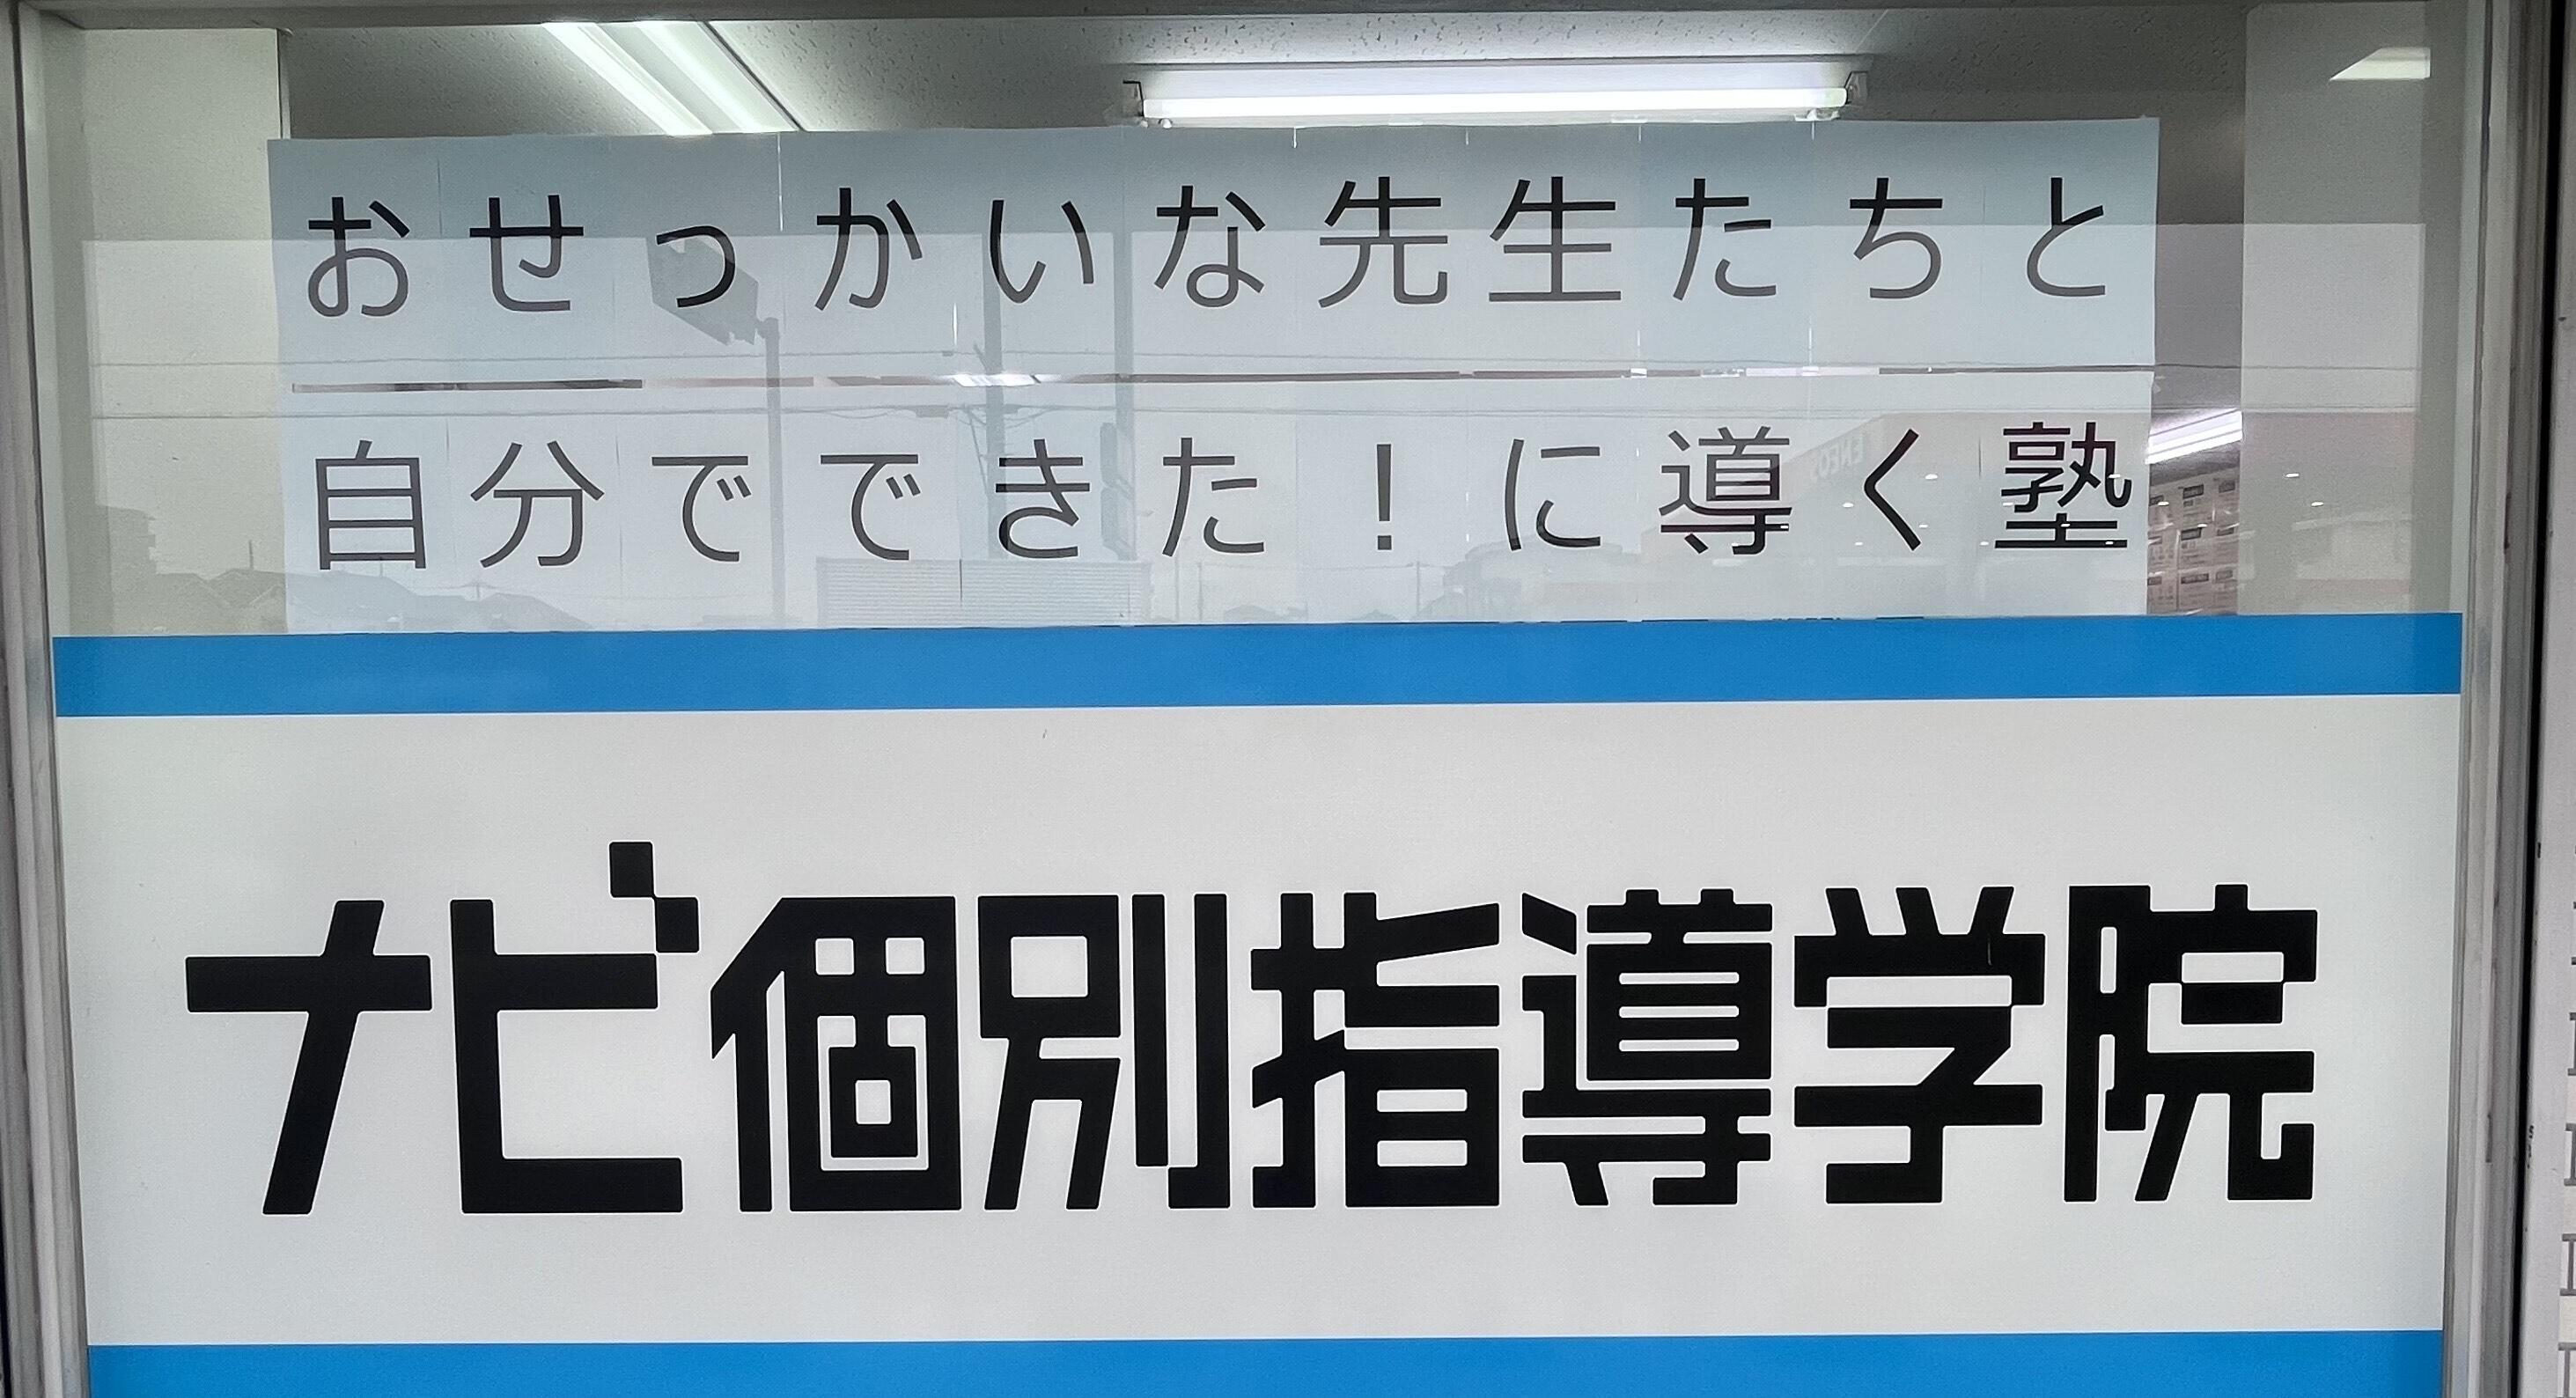 おせっかいな先生たちと
自分でできた！に導く塾
ナビ個別指導学院